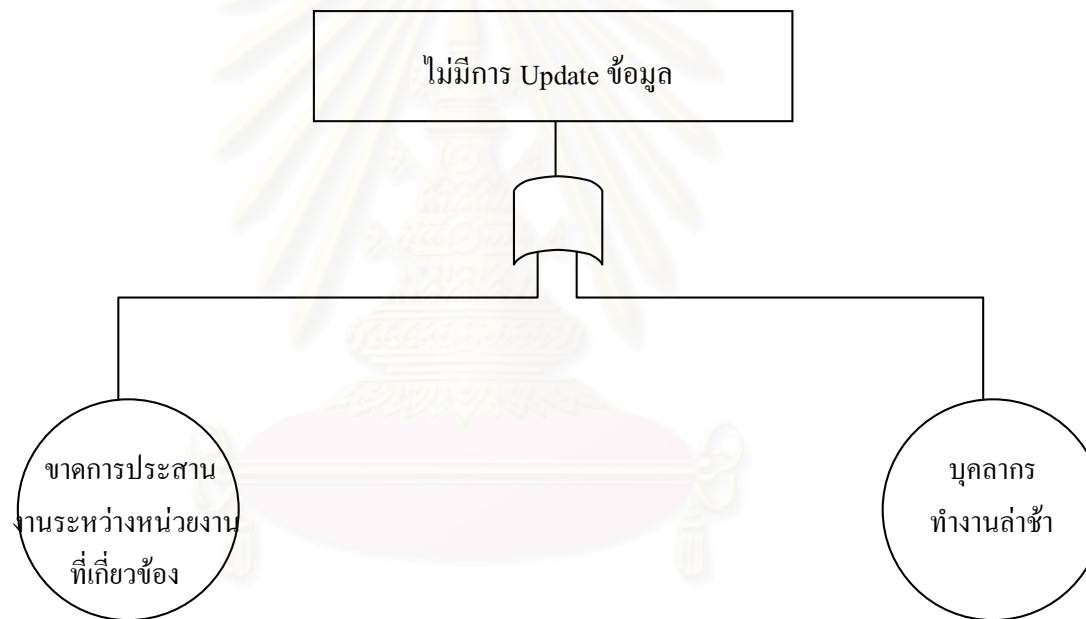 ไม่มีการ Update ข้อมูล
ขาดการประสาน
งานระหว่างหน่วยงาน
ที่เกี่ยวข้อง
บุคลากร
ทำงานล่าช้า